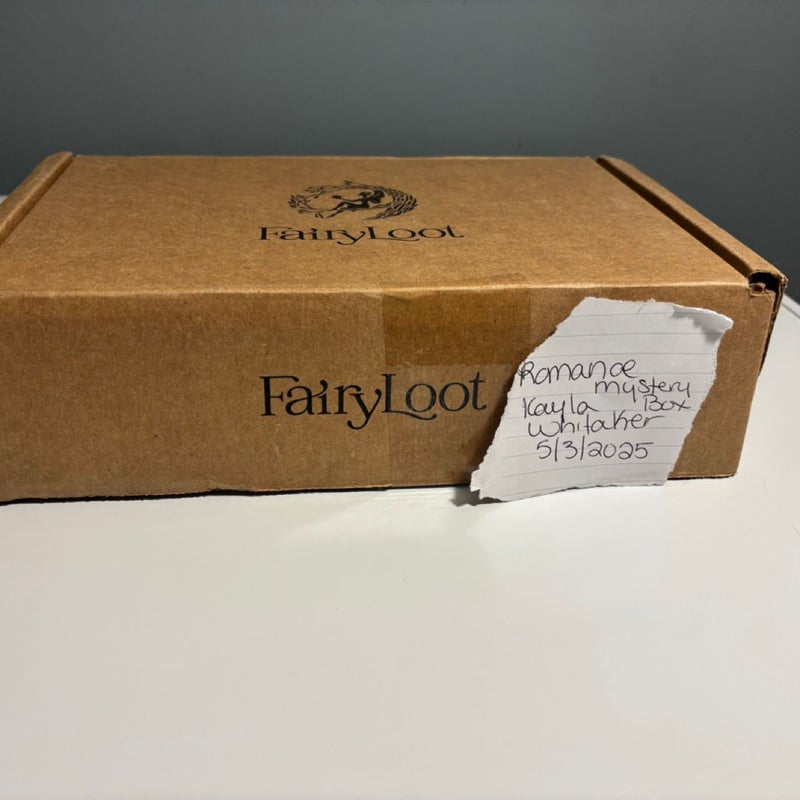 FairyLoot
FairyLoot
Romance
mystery
Kayla Box
Whitaker
5/3/2025